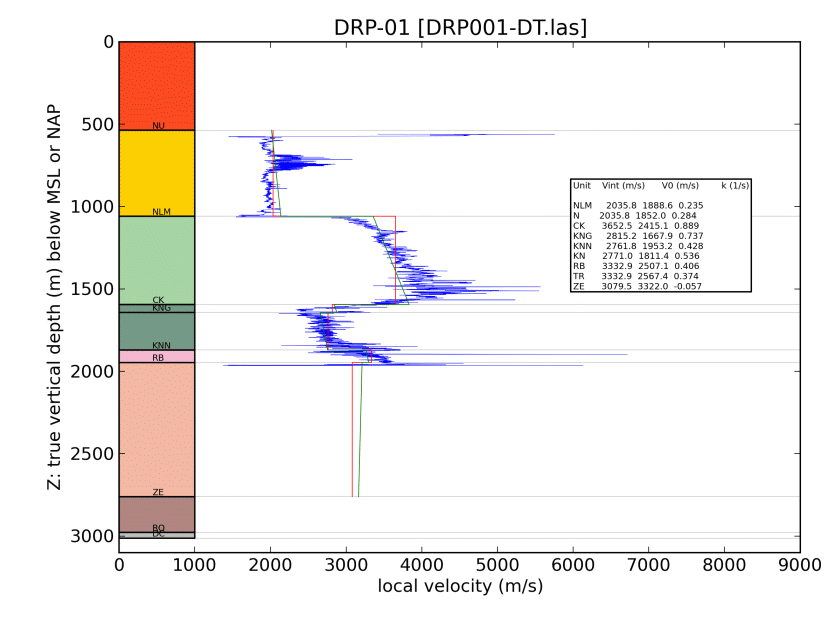 DRP-01 [DRP001-DT.las]
0
500
1000
1500
2000
2500
3000
Z: true vertical depth (m) below MSL or NAP
NU
NLM
CK
KNG
KNN
RB
ZE
RO
DC
Unit Vint (m/s) V0 (m/s) k (1/s)
NLM 2035.8 1888.6 0.235
N 2035.8 1852.0 0.284
CK 3652.5 2415.1 0.889
KNG 2815.2 1667.9 0.737
KNN 2761.8 1953.2 0.428
KN 2771.0 1811.4 0.536
RB 3332.9 2507.1 0.406
TR 3332.9 2567.4 0.374
ZE 3079.5 3322.0 -0.057
0 1000 2000 3000 4000 5000 6000 7000 8000 9000
local velocity (m/s)